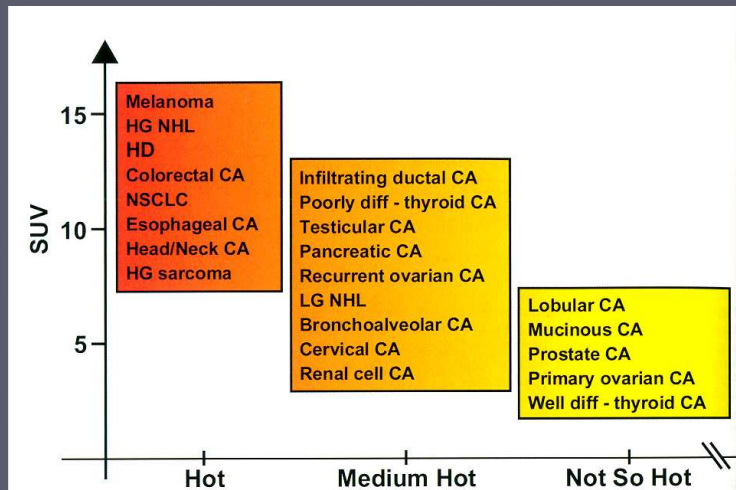 SUV
15
10
5
Melanoma
HG NHL
HD
Colorectal CA
NSCLC
Esophageal CA
Head/Neck CA
HG sarcoma
Infiltrating ductal CA
Poorly diff - thyroid CA
Testicular CA
Pancreatic CA
Recurrent ovarian CA
LG NHL
Bronchoalveolar CA
Cervical CA
Renal cell CA
Lobular CA
Mucinous CA
Prostate CA
Primary ovarian CA
Well diff - thyroid CA
Hot
Medium Hot
Not So Hot